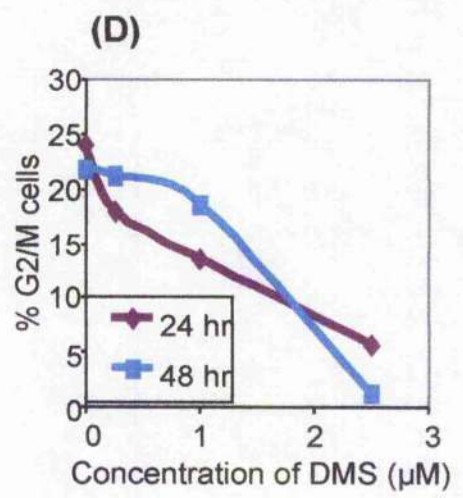 (D)
30
25
20
15
10
5
0
% G2/M cells
24 hr
48 hr
0 1 2 3
Concentration of DMS (µM)